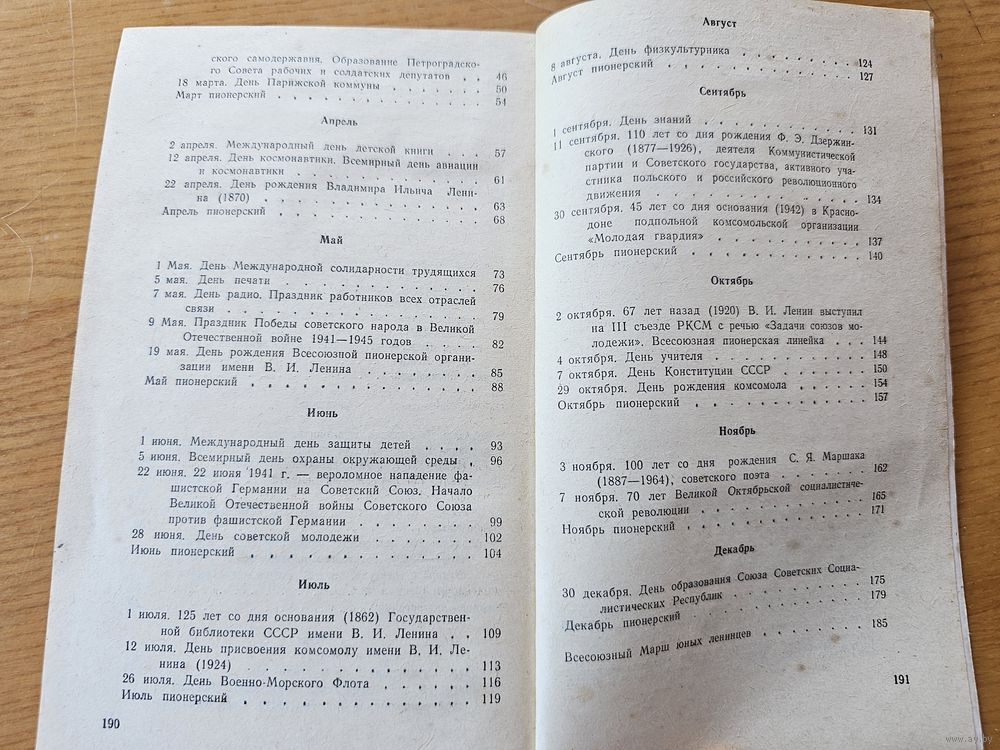 ского самодержавия. Образование Петроградско-
го Совета рабочих и солдатских депутатов . . 46
18 марта. День Парижской коммуны . . . . . . . 50
Март пионерский . . . . . . . . . . . . . 54
Апрель
2 апреля. Международный день детской книги . . . . 57
12 апреля. День космонавтики. Всемирный день авиации
и космонавтики . . . . . . . . . . . . 61
22 апреля. День рождения Владимира Ильича Лени-
на (1870) . . . . . . . . . . . . . . 63
Апрель пионерский . . . . . . . . . . . . . 68
Май
1 Мая. День Международной солидарности трудящихся 73
5 мая. День печати . . . . . . . . . . . . 76
7 мая. День радио. Праздник работников всех отраслей
связи . . . . . . . . . . . . . . . 79
9 Мая. Праздник Победы советского народа в Великой
Отечественной войне 1941—1945 годов . . . . . 82
19 мая. День рождения Всесоюзной пионерской органи-
зации имени В. И. Ленина . . . . . . . . . 85
Май пионерский . . . . . . . . . . . . . . 88
Июнь
1 июня. Международный день защиты детей . . . . 93
5 июня. Всемирный день охраны окружающей среды . 96
22 июня. 22 июня 1941 г. — вероломное нападение фа-
шистской Германии на Советский Союз. Начало
Великой Отечественной войны Советского Союза
против фашистской Германии . . . . . . . . 99
28 июня. День советской молодежи . . . . . . . . 102
Июнь пионерский . . . . . . . . . . . . . . 104
Июль
1 июля. 125 лет со дня основания (1862) Государствен-
ной библиотеки СССР имени В. И. Ленина . . 109
12 июля. День присвоения комсомолу имени В. И. Ле-
нина (1924) . . . . . . . . . . . . . . 113
26 июля. День Военно-Морского Флота . . . . . . 116
Июль пионерский . . . . . . . . . . . . . . 119
190
Август
8 августа. День физкультурника . . . . . . . . 124
Август пионерский . . . . . . . . . . . . . 127
Сентябрь
1 сентября. День знаний . . . . . . . . . . . 131
11 сентября. 110 лет со дня рождения Ф. Э. Дзержин-
ского (1877—1926), деятеля Коммунистической
партии и Советского государства, активного уча-
стника польского и российского революционного
движения . . . . . . . . . . . . . . 134
30 сентября. 45 лет со дня основания (1942) в Красно-
доне подпольной комсомольской организации
«Молодая гвардия» . . . . . . . . . . . 137
Сентябрь пионерский . . . . . . . . . . . . 140
Октябрь
2 октября. 67 лет назад (1920) В. И. Ленин выступил
на III съезде РКСМ с речью «Задачи союзов мо-
лодежи». Всесоюзная пионерская линейка . . . 144
4 октября. День учителя . . . . . . . . . . . 148
7 октября. День Конституции СССР . . . . . . . 150
29 октября. День рождения комсомола . . . . . . 154
Октябрь пионерский . . . . . . . . . . . . 157
Ноябрь
3 ноября. 100 лет со дня рождения С. Я. Маршака
(1887—1964), советского поэта . . . . . . . 162
7 ноября. 70 лет Великой Октябрьской социалистиче-
ской революции . . . . . . . . . . . . 165
Ноябрь пионерский . . . . . . . . . . . . . 171
Декабрь
30 декабря. День образования Союза Советских Социа-
листических Республик . . . . . . . . . . 175
Декабрь пионерский . . . . . . . . . . . . 179
Всесоюзный Марш юных ленинцев . . . . . . . . 185
191
www.ay.by